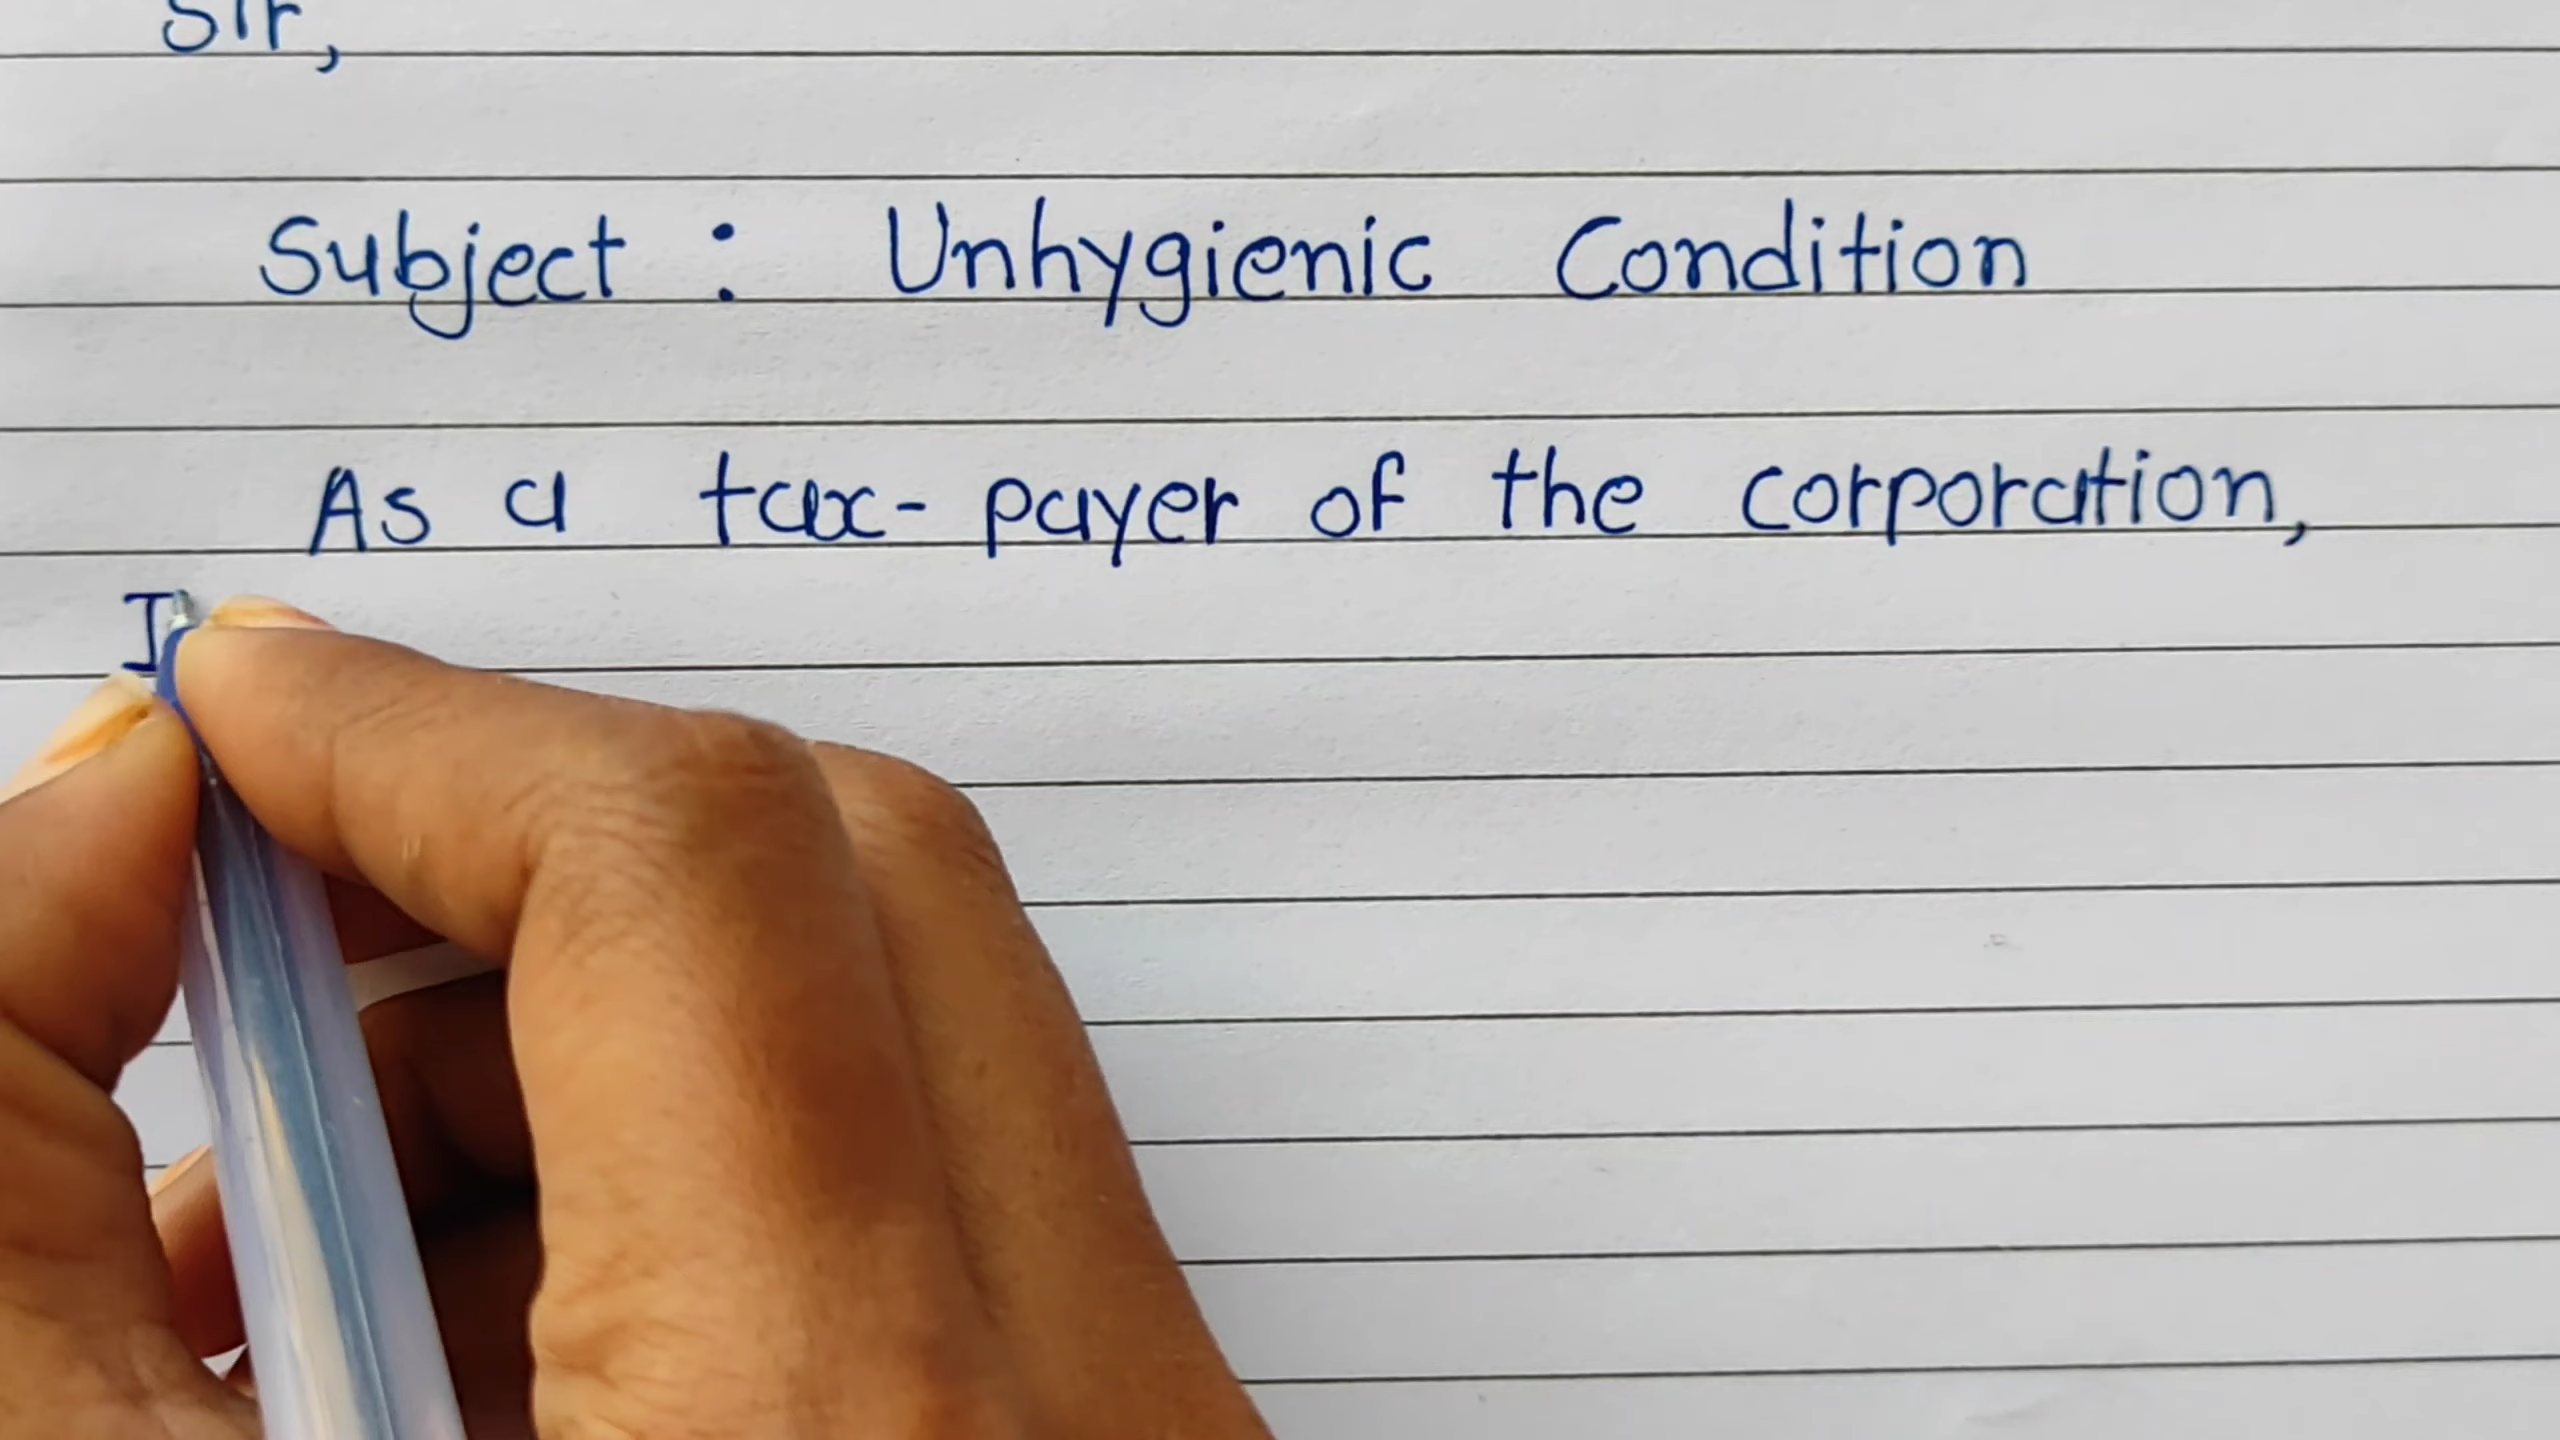 Sir,
Subject : Unhygienic Condition
As a tax-payer of the corporation,
I